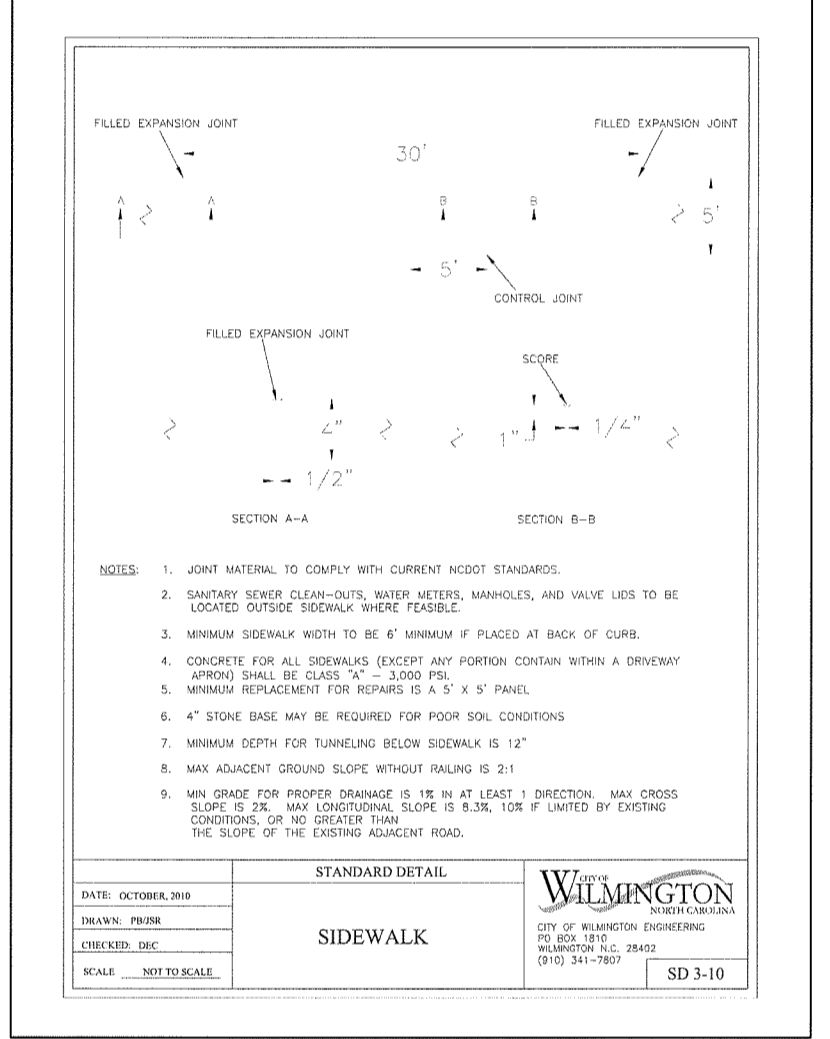 FILLED EXPANSION JOINT
FILLED EXPANSION JOINT
30'
A
A
B
B
5'
5'
CONTROL JOINT
FILLED EXPANSION JOINT
SCORE
4"
1"
1/4"
1/2"
SECTION A-A
SECTION B-B
NOTES: 1. JOINT MATERIAL TO COMPLY WITH CURRENT NCDOT STANDARDS.
2. SANITARY SEWER CLEAN-OUTS, WATER METERS, MANHOLES, AND VALVE LIDS TO BE
LOCATED OUTSIDE SIDEWALK WHERE FEASIBLE.
3. MINIMUM SIDEWALK WIDTH TO BE 6' MINIMUM IF PLACED AT BACK OF CURB.
4. CONCRETE FOR ALL SIDEWALKS (EXCEPT ANY PORTION CONTAIN WITHIN A DRIVEWAY
APRON) SHALL BE CLASS "A" - 3,000 PSI.
5. MINIMUM REPLACEMENT FOR REPAIRS IS A 5' X 5' PANEL
6. 4" STONE BASE MAY BE REQUIRED FOR POOR SOIL CONDITIONS
7. MINIMUM DEPTH FOR TUNNELING BELOW SIDEWALK IS 12"
8. MAX ADJACENT GROUND SLOPE WITHOUT RAILING IS 2:1
9. MIN GRADE FOR PROPER DRAINAGE IS 1% IN AT LEAST 1 DIRECTION. MAX CROSS
SLOPE IS 2%. MAX LONGITUDINAL SLOPE IS 8.3%, 10% IF LIMITED BY EXISTING
CONDITIONS, OR NO GREATER THAN
THE SLOPE OF THE EXISTING ADJACENT ROAD.
STANDARD DETAIL
DATE: OCTOBER, 2010
DRAWN: PB/JSR
CHECKED: DEC
SCALE NOT TO SCALE
SIDEWALK
CITY OF
WILMINGTON
NORTH CAROLINA
CITY OF WILMINGTON ENGINEERING
PO BOX 1810
WILMINGTON N.C. 28402
(910) 341-7807
SD 3-10